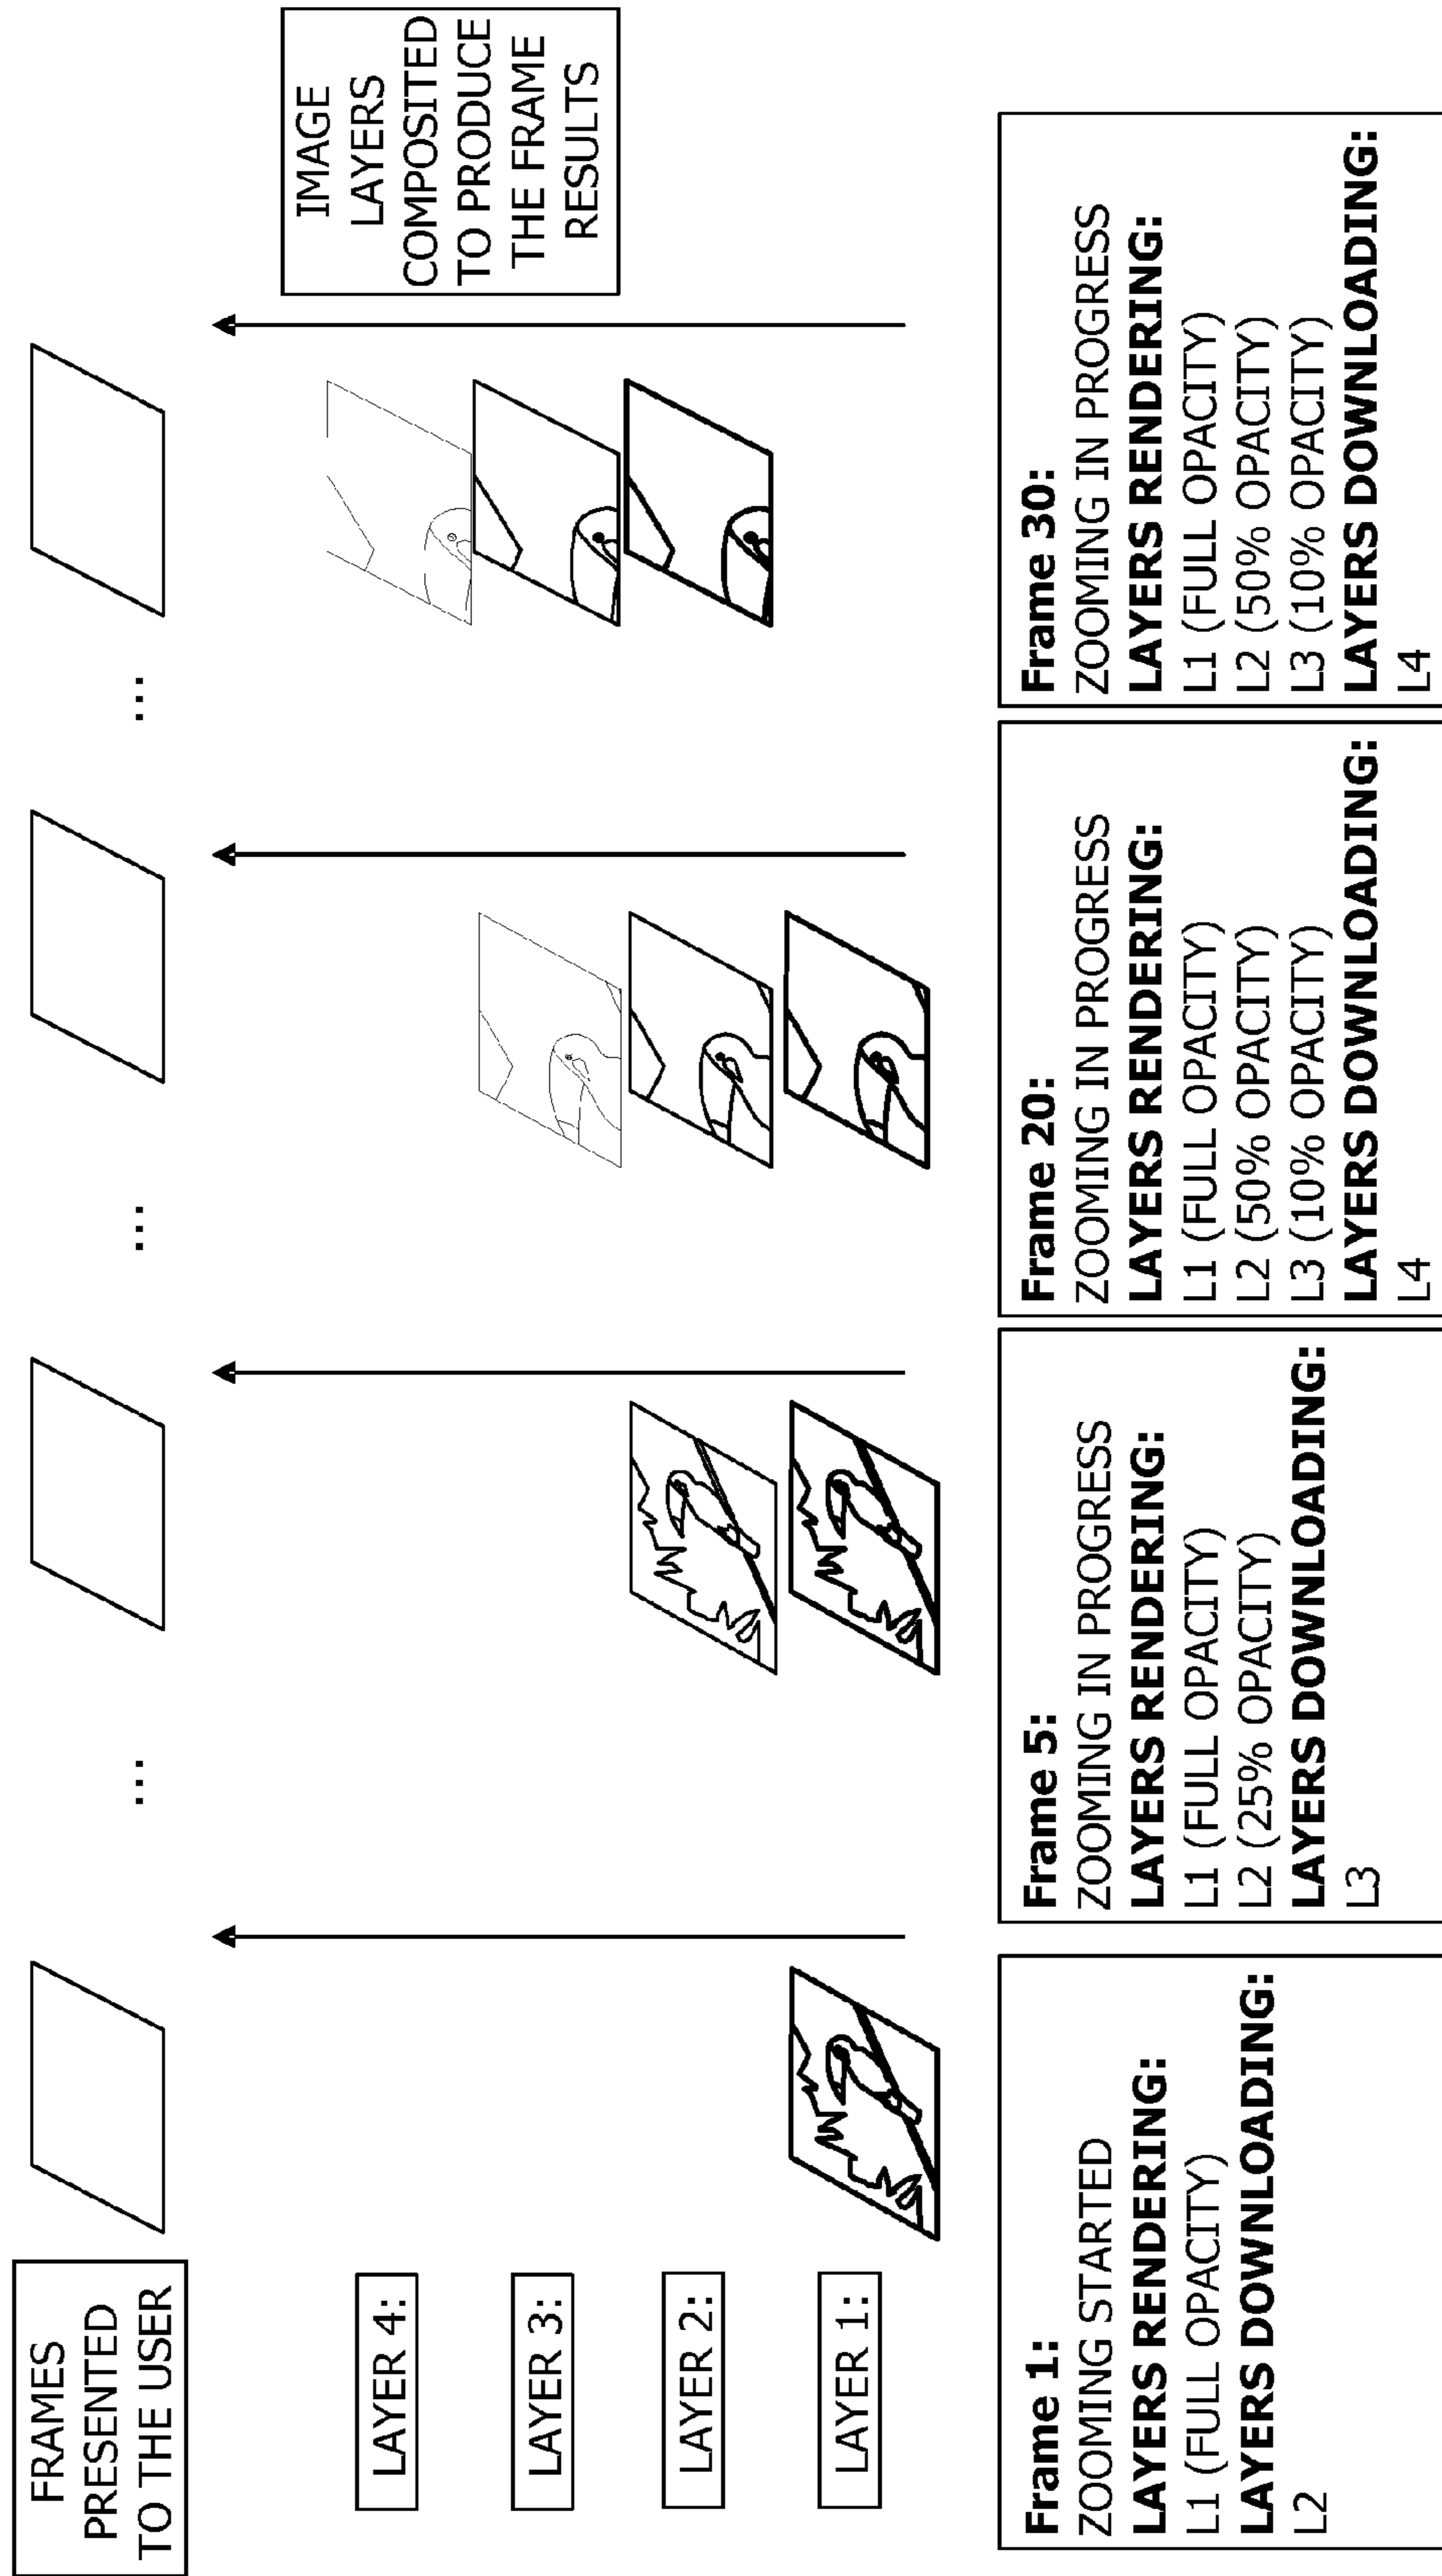 FRAMES
PRESENTED
TO THE USER
...
...
...
IMAGE
LAYERS
COMPOSITED
TO PRODUCE
THE FRAME
RESULTS
LAYER 4:
LAYER 3:
LAYER 2:
LAYER 1:
Frame 1:
ZOOMING STARTED
LAYERS RENDERING:
L1 (FULL OPACITY)
LAYERS DOWNLOADING:
L2
Frame 5:
ZOOMING IN PROGRESS
LAYERS RENDERING:
L1 (FULL OPACITY)
L2 (25% OPACITY)
LAYERS DOWNLOADING:
L3
Frame 20:
ZOOMING IN PROGRESS
LAYERS RENDERING:
L1 (FULL OPACITY)
L2 (50% OPACITY)
L3 (10% OPACITY)
LAYERS DOWNLOADING:
L4
Frame 30:
ZOOMING IN PROGRESS
LAYERS RENDERING:
L1 (FULL OPACITY)
L2 (50% OPACITY)
L3 (10% OPACITY)
LAYERS DOWNLOADING:
L4